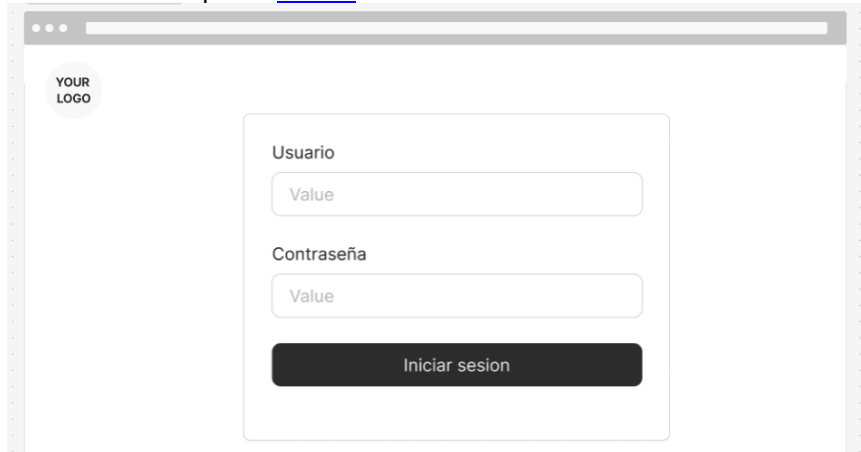 YOUR
LOGO
Usuario
Value
Contraseña
Value
Iniciar sesion